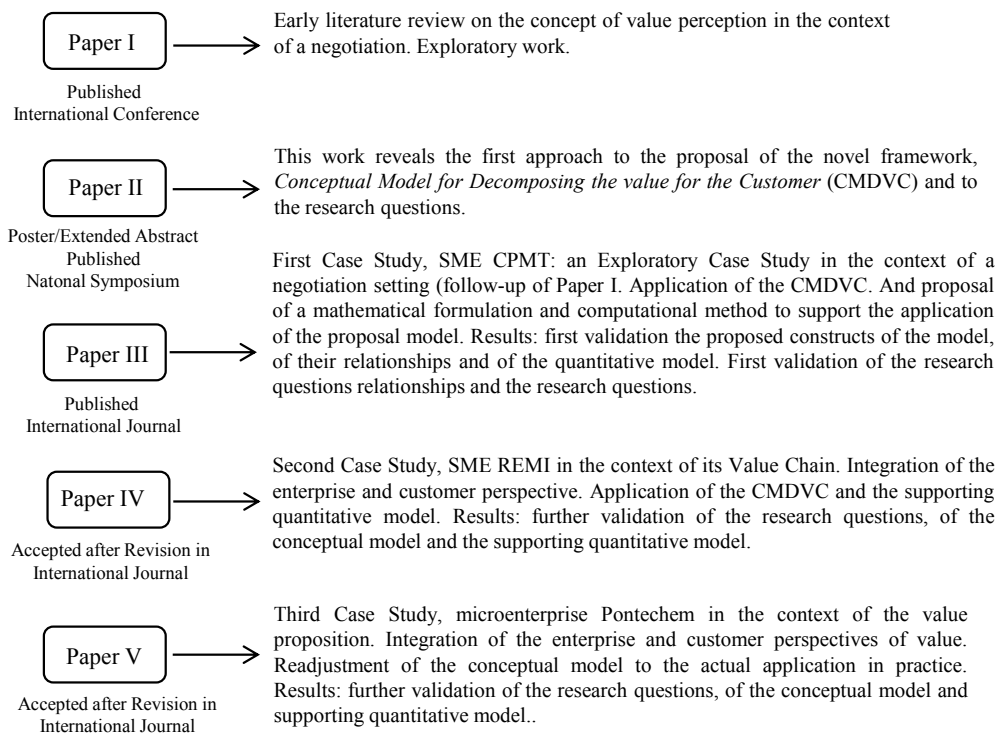 Paper I
Published
International Conference
Early literature review on the concept of value perception in the context
of a negotiation. Exploratory work.
Paper II
Poster/Extended Abstract
Published
Natonal Symposium
This work reveals the first approach to the proposal of the novel framework,
Conceptual Model for Decomposing the value for the Customer (CMDVC) and to
the research questions.
Paper III
Published
International Journal
First Case Study, SME CPMT: an Exploratory Case Study in the context of a
negotiation setting (follow-up of Paper I. Application of the CMDVC. And proposal
of a mathematical formulation and computational method to support the application
of the proposal model. Results: first validation the proposed constructs of the model,
of their relationships and of the quantitative model. First validation of the research
questions relationships and the research questions.
Paper IV
Accepted after Revision in
International Journal
Second Case Study, SME REMI in the context of its Value Chain. Integration of the
enterprise and customer perspective. Application of the CMDVC and the supporting
quantitative model. Results: further validation of the research questions, of the
conceptual model and the supporting quantitative model.
Paper V
Accepted after Revision in
International Journal
Third Case Study, microenterprise Pontechem in the context of the value
proposition. Integration of the enterprise and customer perspectives of value.
Readjustment of the conceptual model to the actual application in practice.
Results: further validation of the research questions, of the conceptual model and
supporting quantitative model..